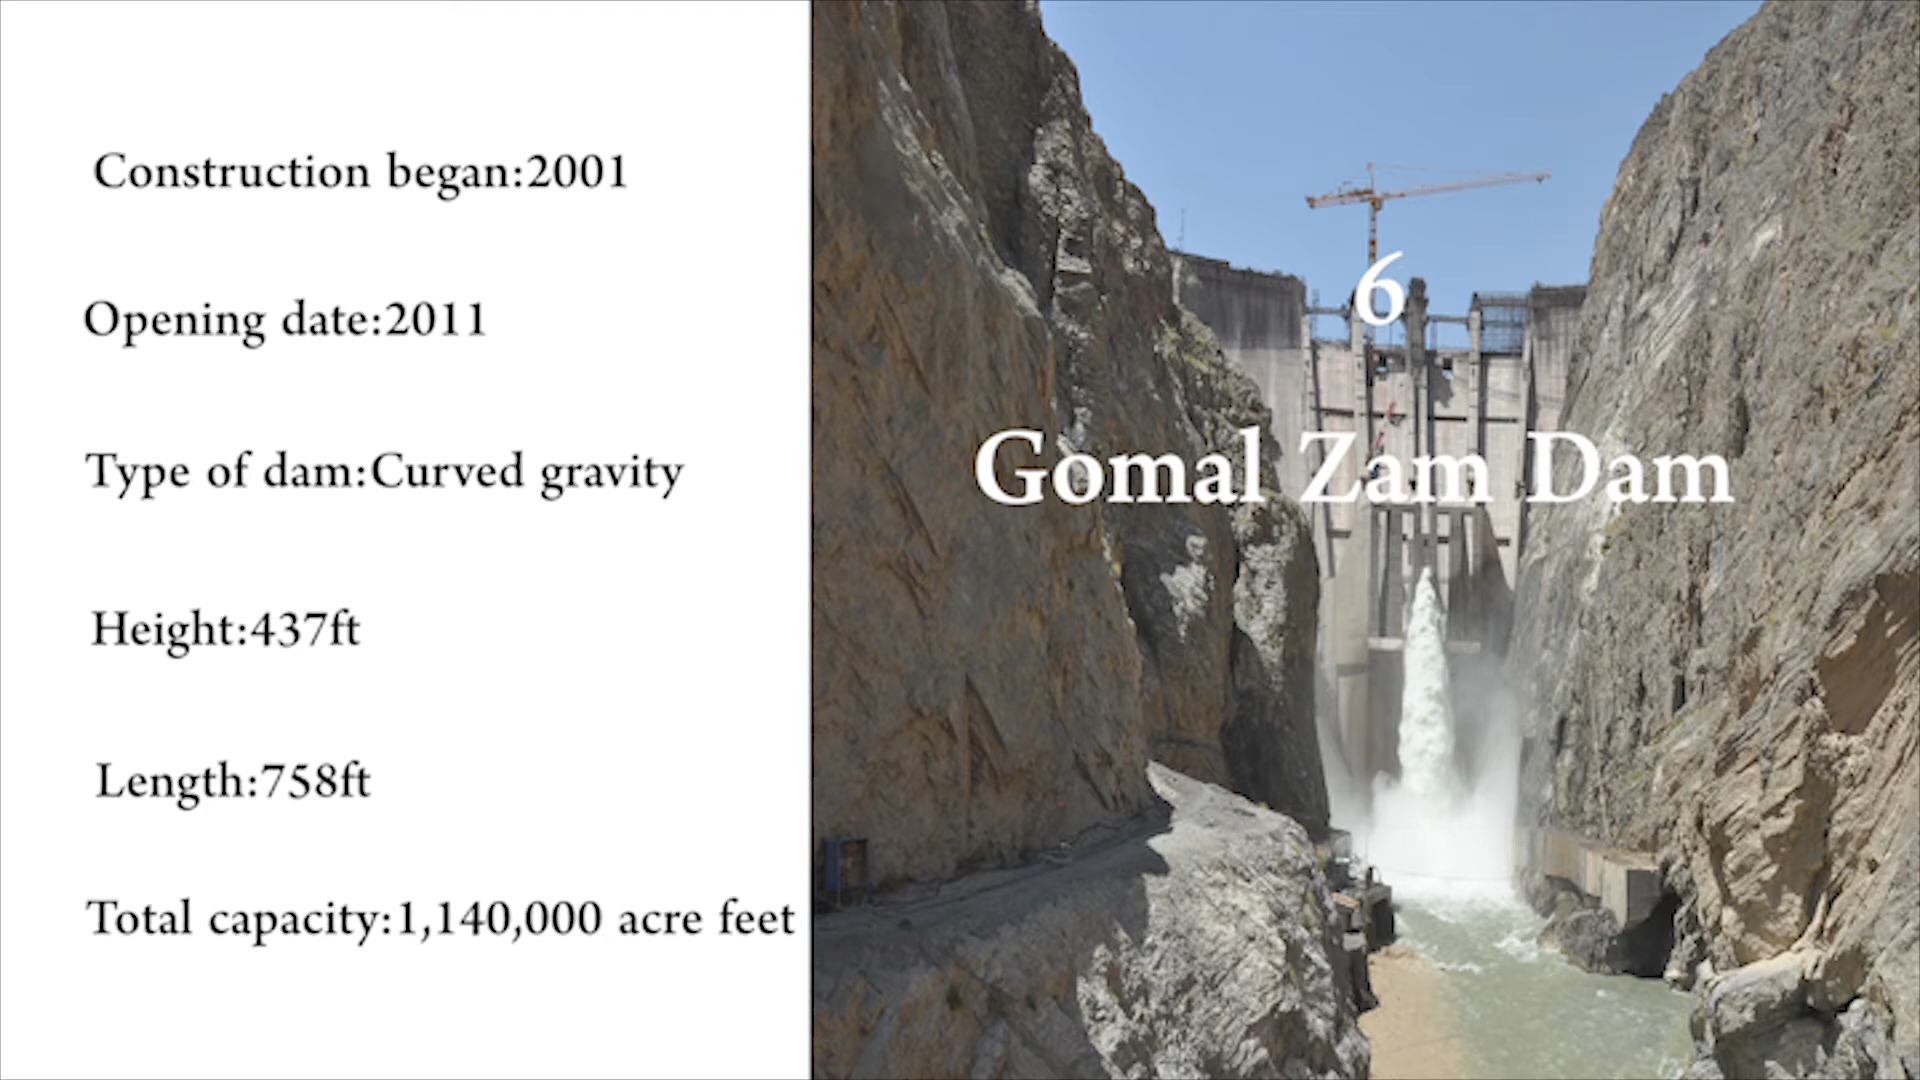 Construction began:2001
Opening date:2011
Type of dam:Curved gravity
Height:437ft
Length:758ft
Total capacity:1,140,000 acre feet
6
Gomal Zam Dam